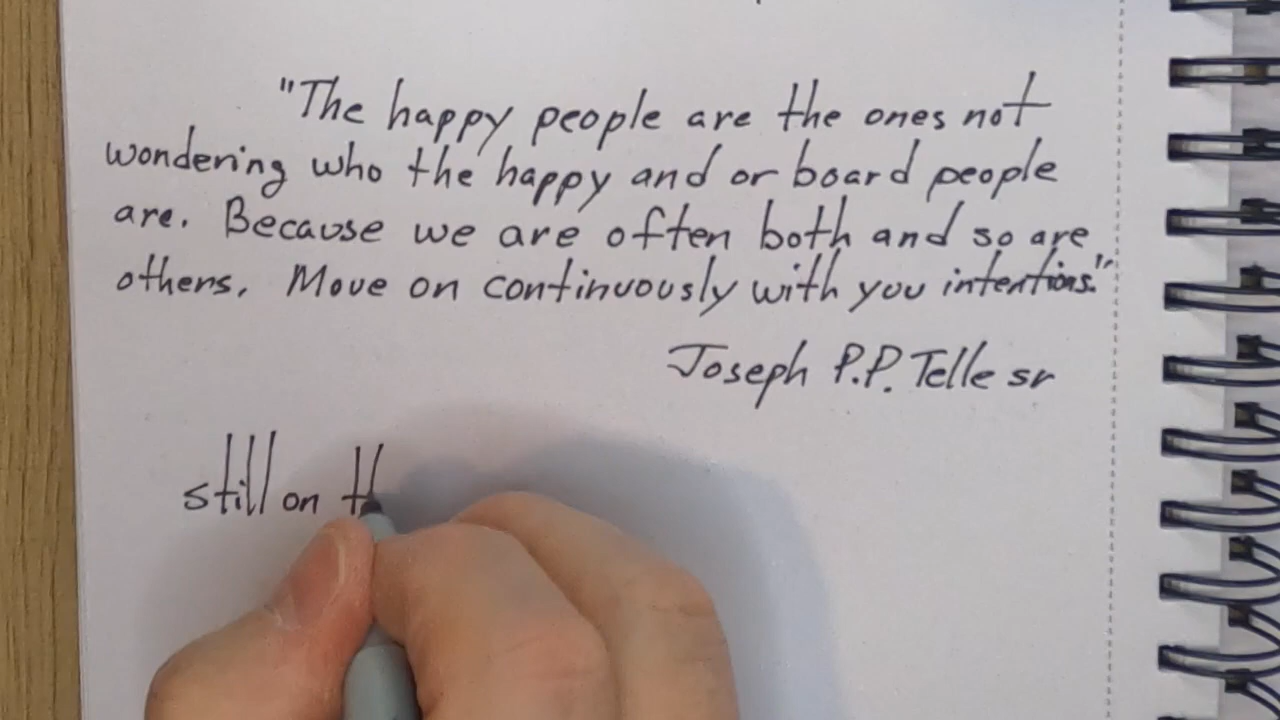 "The happy people are the ones not
wondering who the happy and or board people
are. Because we are often both and so are
others. Move on continuously with you intentions."
Joseph P.P. Telle sr
still on th